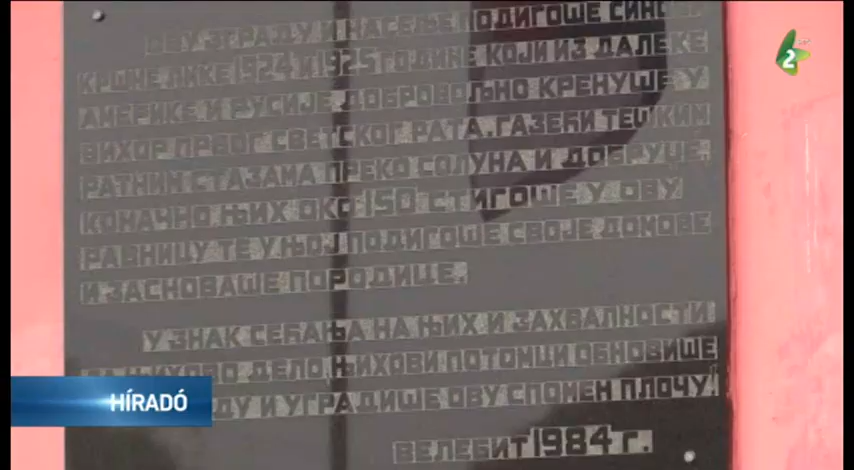 ОВУ ЗГРАДУ И НАСЕЉЕ ПОДИГОШЕ СИНОВИ
КРШНЕ ЛИКЕ 1924 И 1925 ГОДИНЕ КОЈИ ИЗ ДАЛЕКЕ
АМЕРИКЕ И РУСИЈЕ ДОБРОВОЉНО КРЕНУШЕ У
ВИХОР ПРВОГ СВЕТСКОГ РАТА, ГАЗЕЋИ ТЕШКИМ
РАТНИМ СТАЗАМА ПРЕКО СОЛУНА И ДОБРУЏЕ,
КОНАЧНО ЊИХ ОКО 150 СТИГОШЕ У ОВУ
РАВНИЦУ ТЕ У ЊОЈ ПОДИГОШЕ СВОЈЕ ДОМОВЕ
И ЗАСНОВАШЕ ПОРОДИЦЕ.
У ЗНАК СЕЋАЊА НА ЊИХ И ЗАХВАЛНОСТИ
ЊИХОВО ДЕЛО, ЊИХОВИ ПОТОМЦИ ОБНОВИШЕ
И УГРАДИШЕ ОВУ СПОМЕН ПЛОЧУ!
ВЕЛЕБИТ 1984 Г.
2
HÍRADÓ